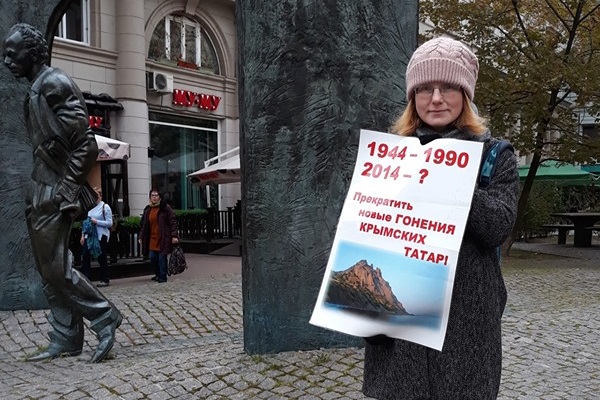 МУ-МУ
1944 - 1990
2014 - ?
Прекратить
новые ГОНЕНИЯ
КРЫМСКИХ
ТАТАР!